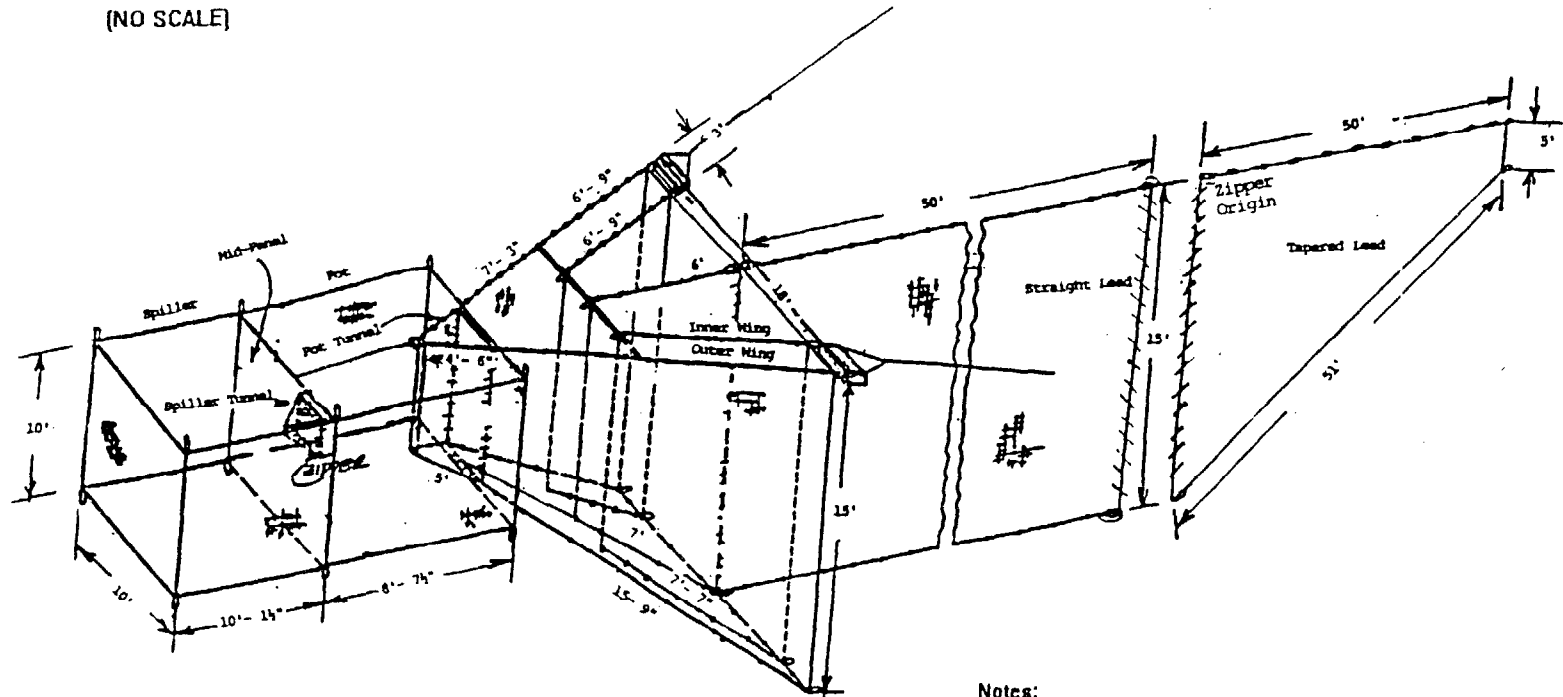 (NO SCALE)
3'
50'
5'
6'- 9"
50'
Zipper
Origin
6'- 9"
Mid-Panel
Pot
7'- 3"
Tapered Lead
6'
Spiller
18'
Straight Lead
Pot Tunnel
Inner Wing
Outer Wing
15'
4'- 6"
51'
Spiller Tunnel
10'
ZIPPER
5'
15'
7'
7'- 7"
15- 9"
8'- 7½"
10'
10'- 1½"
Notes: